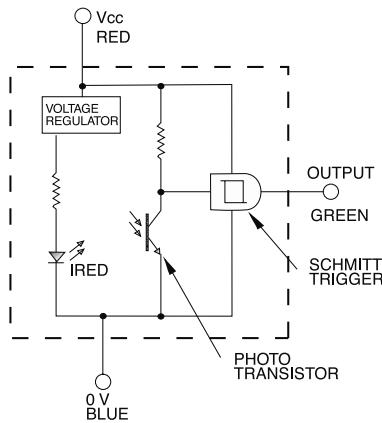 Vcc
RED
VOLTAGE
REGULATOR
OUTPUT
GREEN
IRED
SCHMITT
TRIGGER
PHOTO
TRANSISTOR
0 V
BLUE